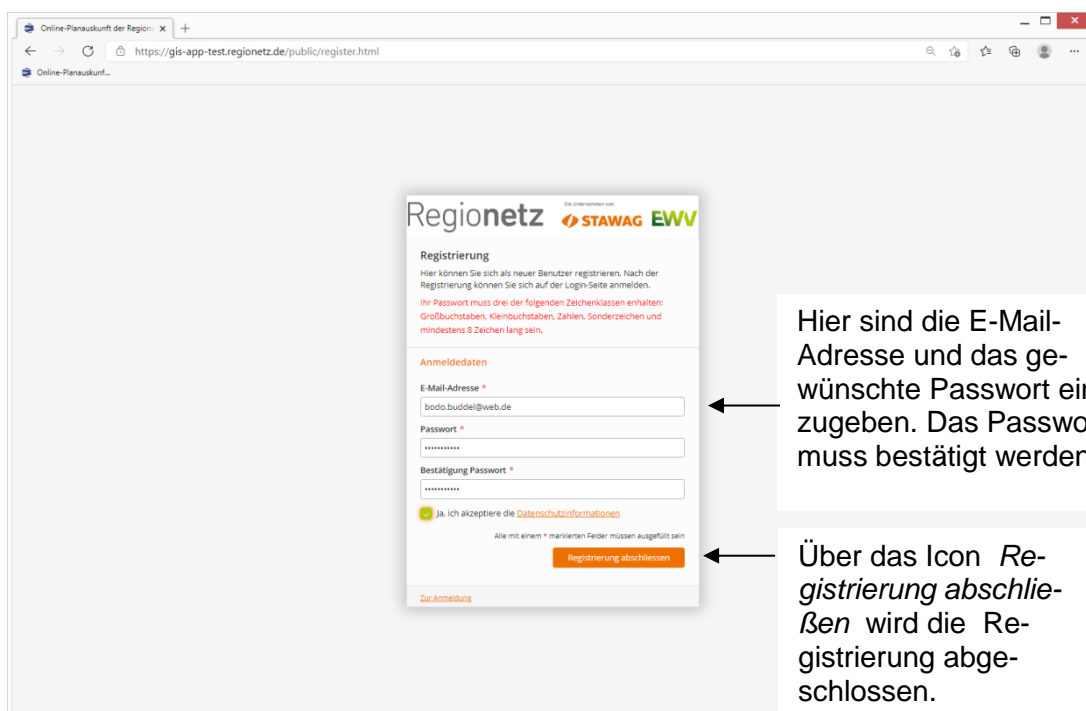 Online-Planauskunft der Region
https://gis-app-test.regionetz.de/public/register.html
Online-Planauskunf...
Regionetz
Die Unternehmen von
STAWAG EWV
Registrierung
Hier können Sie sich als neuer Benutzer registrieren. Nach der
Registrierung können Sie sich auf der Login-Seite anmelden.
Ihr Passwort muss drei der folgenden Zeichenklassen enhalten:
Großbuchstaben, Kleinbuchstaben, Zahlen, Sonderzeichen und
mindestens 8 Zeichen lang sein.
Anmeldedaten
E-Mail-Adresse *
bodo.buddel@web.de
Passwort *
•••••••••••
Bestätigung Passwort *
•••••••••••
Ja, ich akzeptiere die Datenschutzinformationen
Alle mit einem * markierten Felder müssen ausgefüllt sein
Registrierung abschliessen
Zur Anmeldung
Hier sind die E-Mail-
Adresse und das ge-
wünschte Passwort ein
zugeben. Das Passwo
muss bestätigt werden
Über das Icon Re-
gistrierung abschlie-
ßen wird die Re-
gistrierung abge-
schlossen.